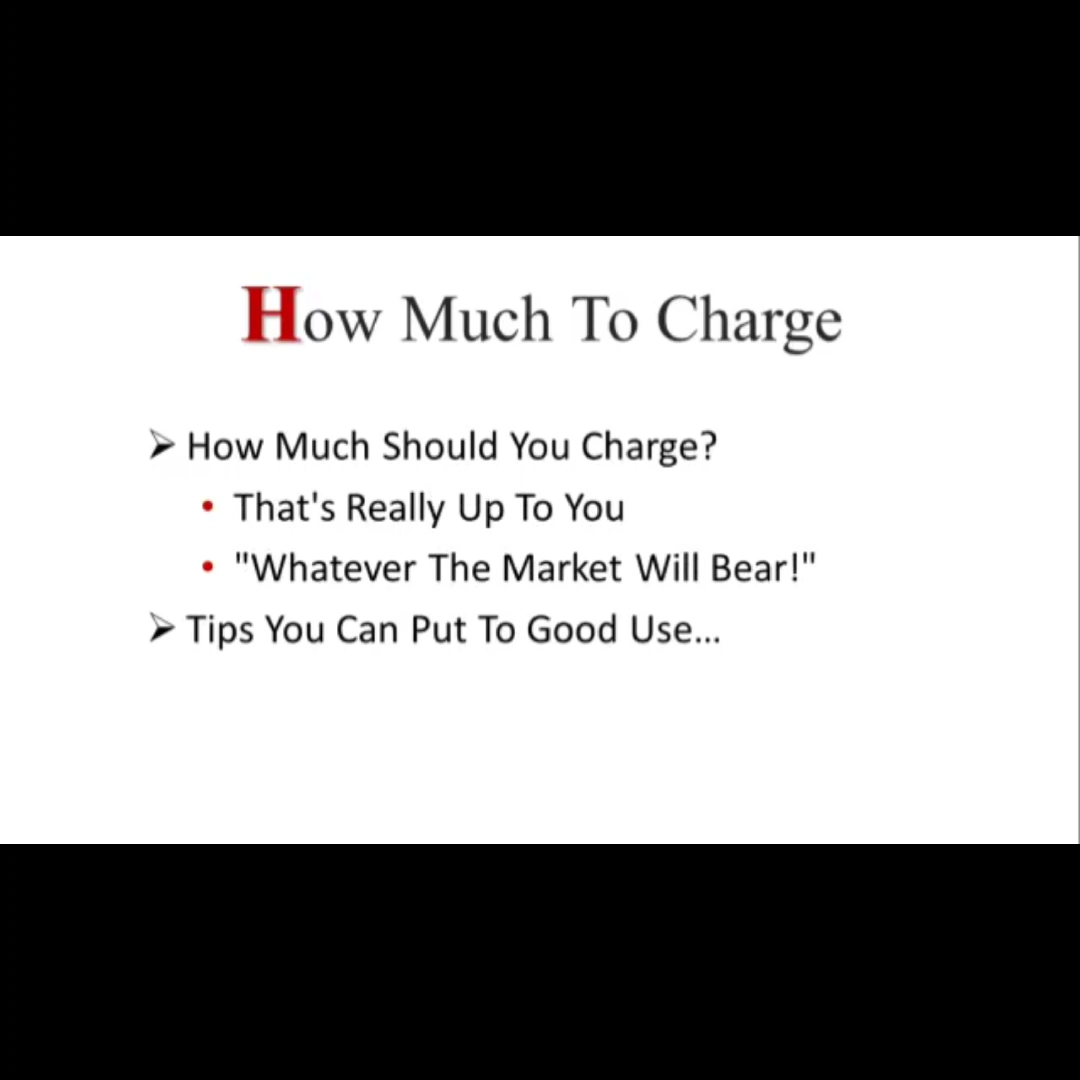 How Much To Charge
➢ How Much Should You Charge?
• That's Really Up To You
• "Whatever The Market Will Bear!"
➢ Tips You Can Put To Good Use...